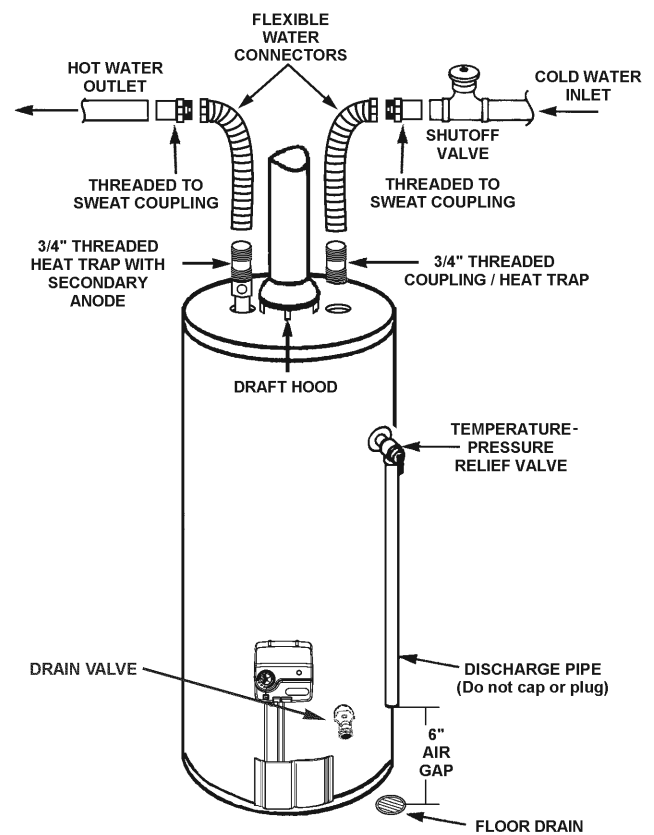 FLEXIBLE
WATER
CONNECTORS
HOT WATER
OUTLET
COLD WATER
INLET
SHUTOFF
VALVE
THREADED TO
SWEAT COUPLING
THREADED TO
SWEAT COUPLING
3/4" THREADED
HEAT TRAP WITH
SECONDARY
ANODE
3/4" THREADED
COUPLING / HEAT TRAP
DRAFT HOOD
TEMPERATURE-
PRESSURE
RELIEF VALVE
DRAIN VALVE
DISCHARGE PIPE
(Do not cap or plug)
6"
AIR
GAP
FLOOR DRAIN